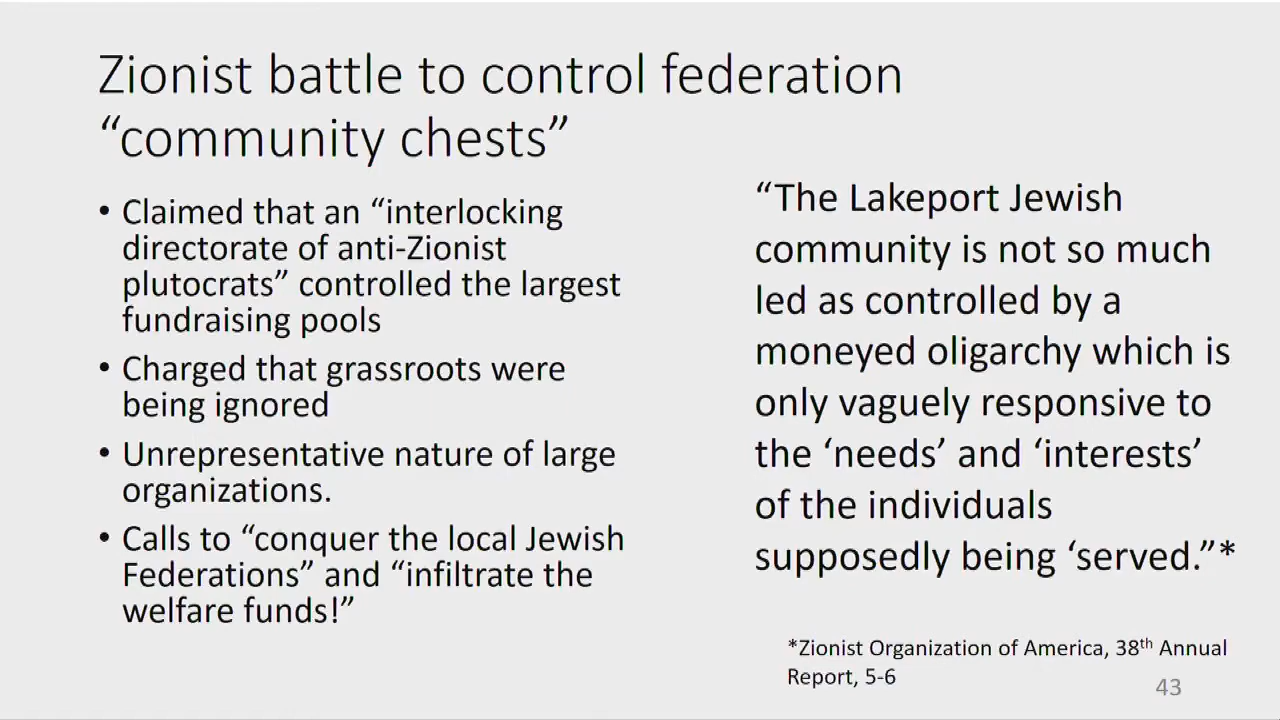 Zionist battle to control federation
“community chests”
• Claimed that an “interlocking
directorate of anti-Zionist
plutocrats” controlled the largest
fundraising pools
• Charged that grassroots were
being ignored
• Unrepresentative nature of large
organizations.
• Calls to “conquer the local Jewish
Federations” and “infiltrate the
welfare funds!”
“The Lakeport Jewish
community is not so much
led as controlled by a
moneyed oligarchy which is
only vaguely responsive to
the ‘needs’ and ‘interests’
of the individuals
supposedly being ‘served.”*
*Zionist Organization of America, 38th Annual
Report, 5-6
43